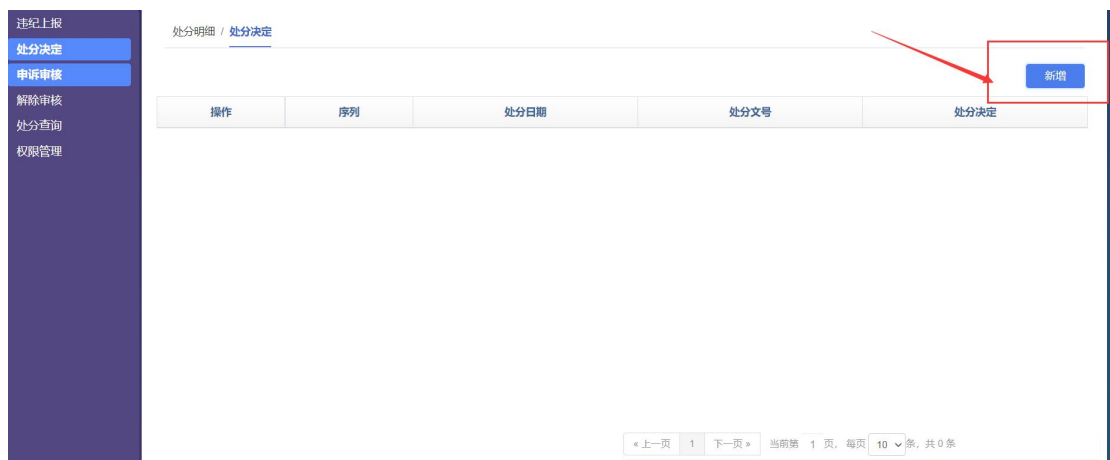 违纪上报
处分决定
申诉审核
解除审核
处分查询
权限管理
处分明细 / 处分决定
新增
操作 序列 处分日期 处分文号 处分决定
« 上一页 1 下一页 » 当前第 1 页, 每页 10 条, 共 0 条